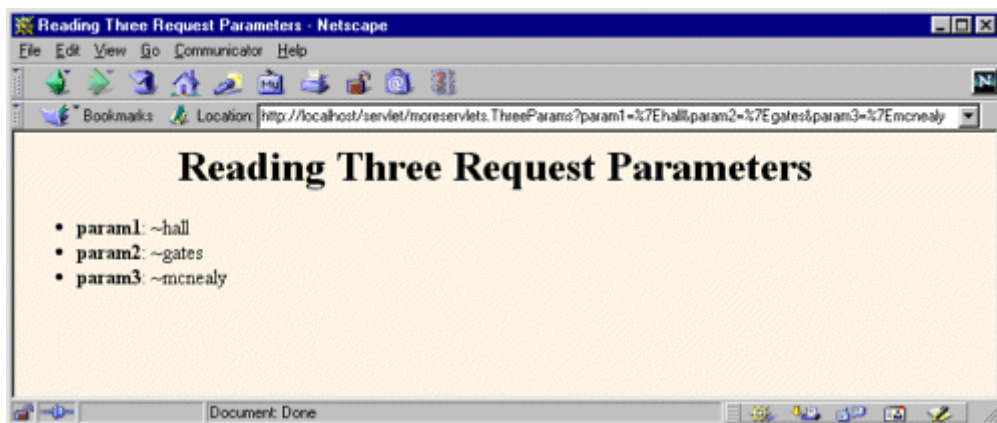 Reading Three Request Parameters - Netscape
File Edit View Go Communicator Help
My
N
Bookmarks Location: http://localhost/servlet/moreservlets.ThreeParams?param1=%7Ehall&param2=%7Egates&param3=%7Emcnealy
Reading Three Request Parameters
• param1: ~hall
• param2: ~gates
• param3: ~mcnealy
Document: Done